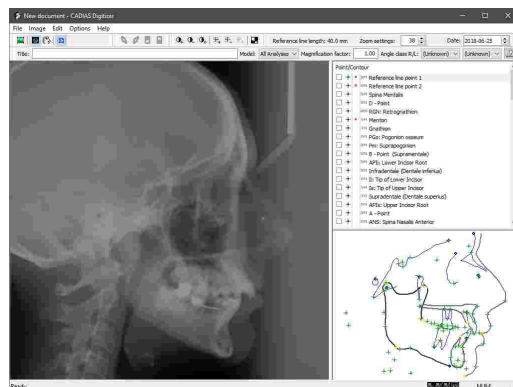 New document - CADIAS Digitizer
File Image Edit Options Help
Reference line length: 40.0 mm Zoom settings: 38 Date: 2018-06-25
Title: Model: All Analyses Magnification factor: 1.00 Angle class R/L: (Unknown) (Unknown)
Point/Contour
Reference line point 1
Reference line point 2
Spina Mentalis
D - Point
RGN: Retrognathion
Menton
Gnathion
PGo: Pogonion osseum
Pm: Suprapogonion
B - Point (Supramentale)
APIi: Lower Incisor Root
Infradentale (Dentale inferius)
Ii: Tip of Lower Incisor
Is: Tip of Upper Incisor
Supradentale (Dentale superius)
APIs: Upper Incisor Root
A - Point
ANS: Spina Nasalis Anterior
Ready
NUM